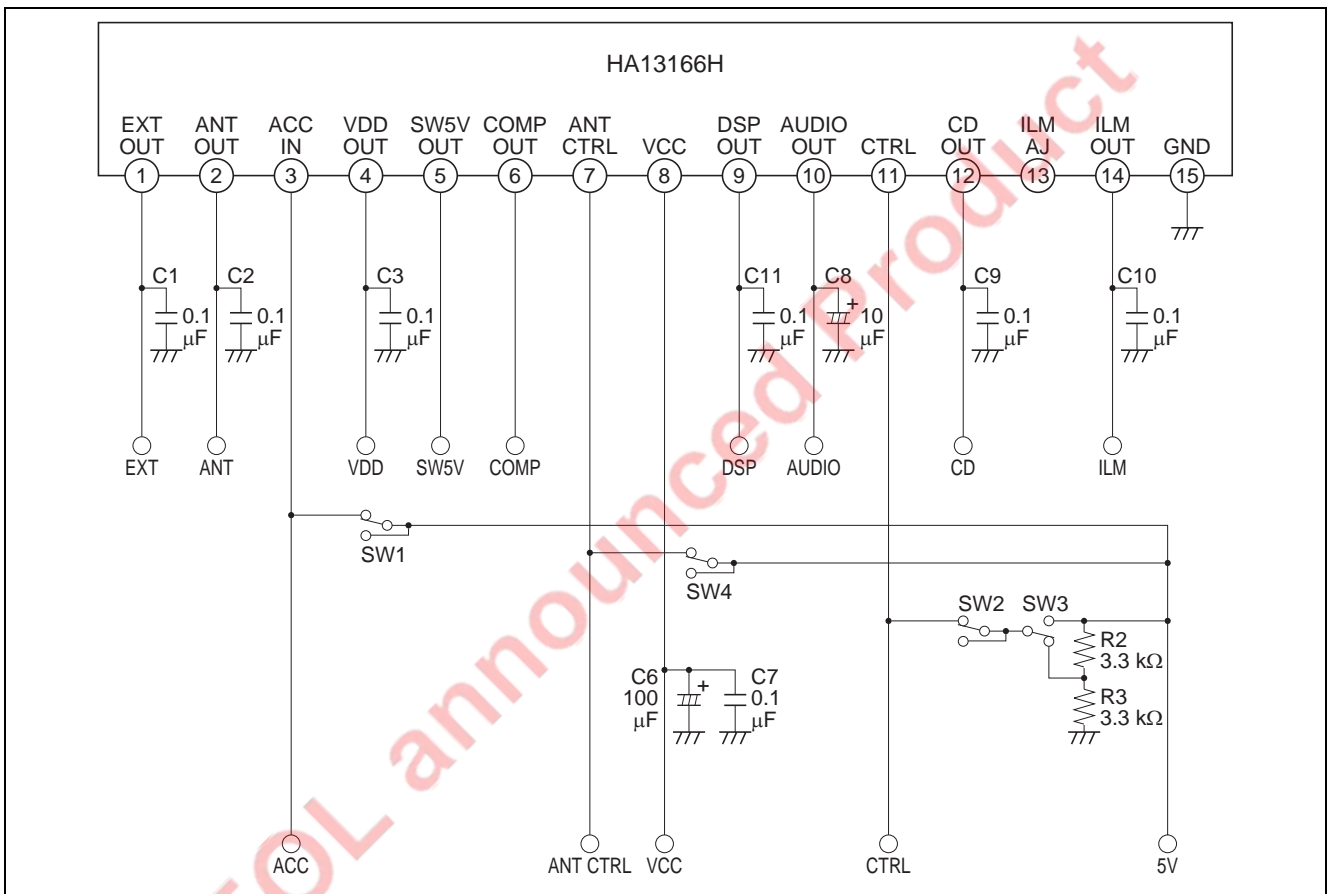 HA13166H
EXT OUT ANT OUT ACC IN VDD OUT SW5V OUT COMP OUT ANT CTRL VCC DSP OUT AUDIO OUT CTRL CD OUT ILM AJ ILM OUT GND
1 2 3 4 5 6 7 8 9 10 11 12 13 14 15
C1 C2 C3 C11 C8 C9 C10
0.1 μF 0.1 μF 0.1 μF 0.1 μF + 10 μF 0.1 μF 0.1 μF
EXT ANT VDD SW5V COMP DSP AUDIO CD ILM
SW1
SW4
SW2 SW3
R2
3.3 kΩ
C6 100 μF + C7 0.1 μF
R3
3.3 kΩ
ACC ANT CTRL VCC CTRL 5V
EOL announced Product